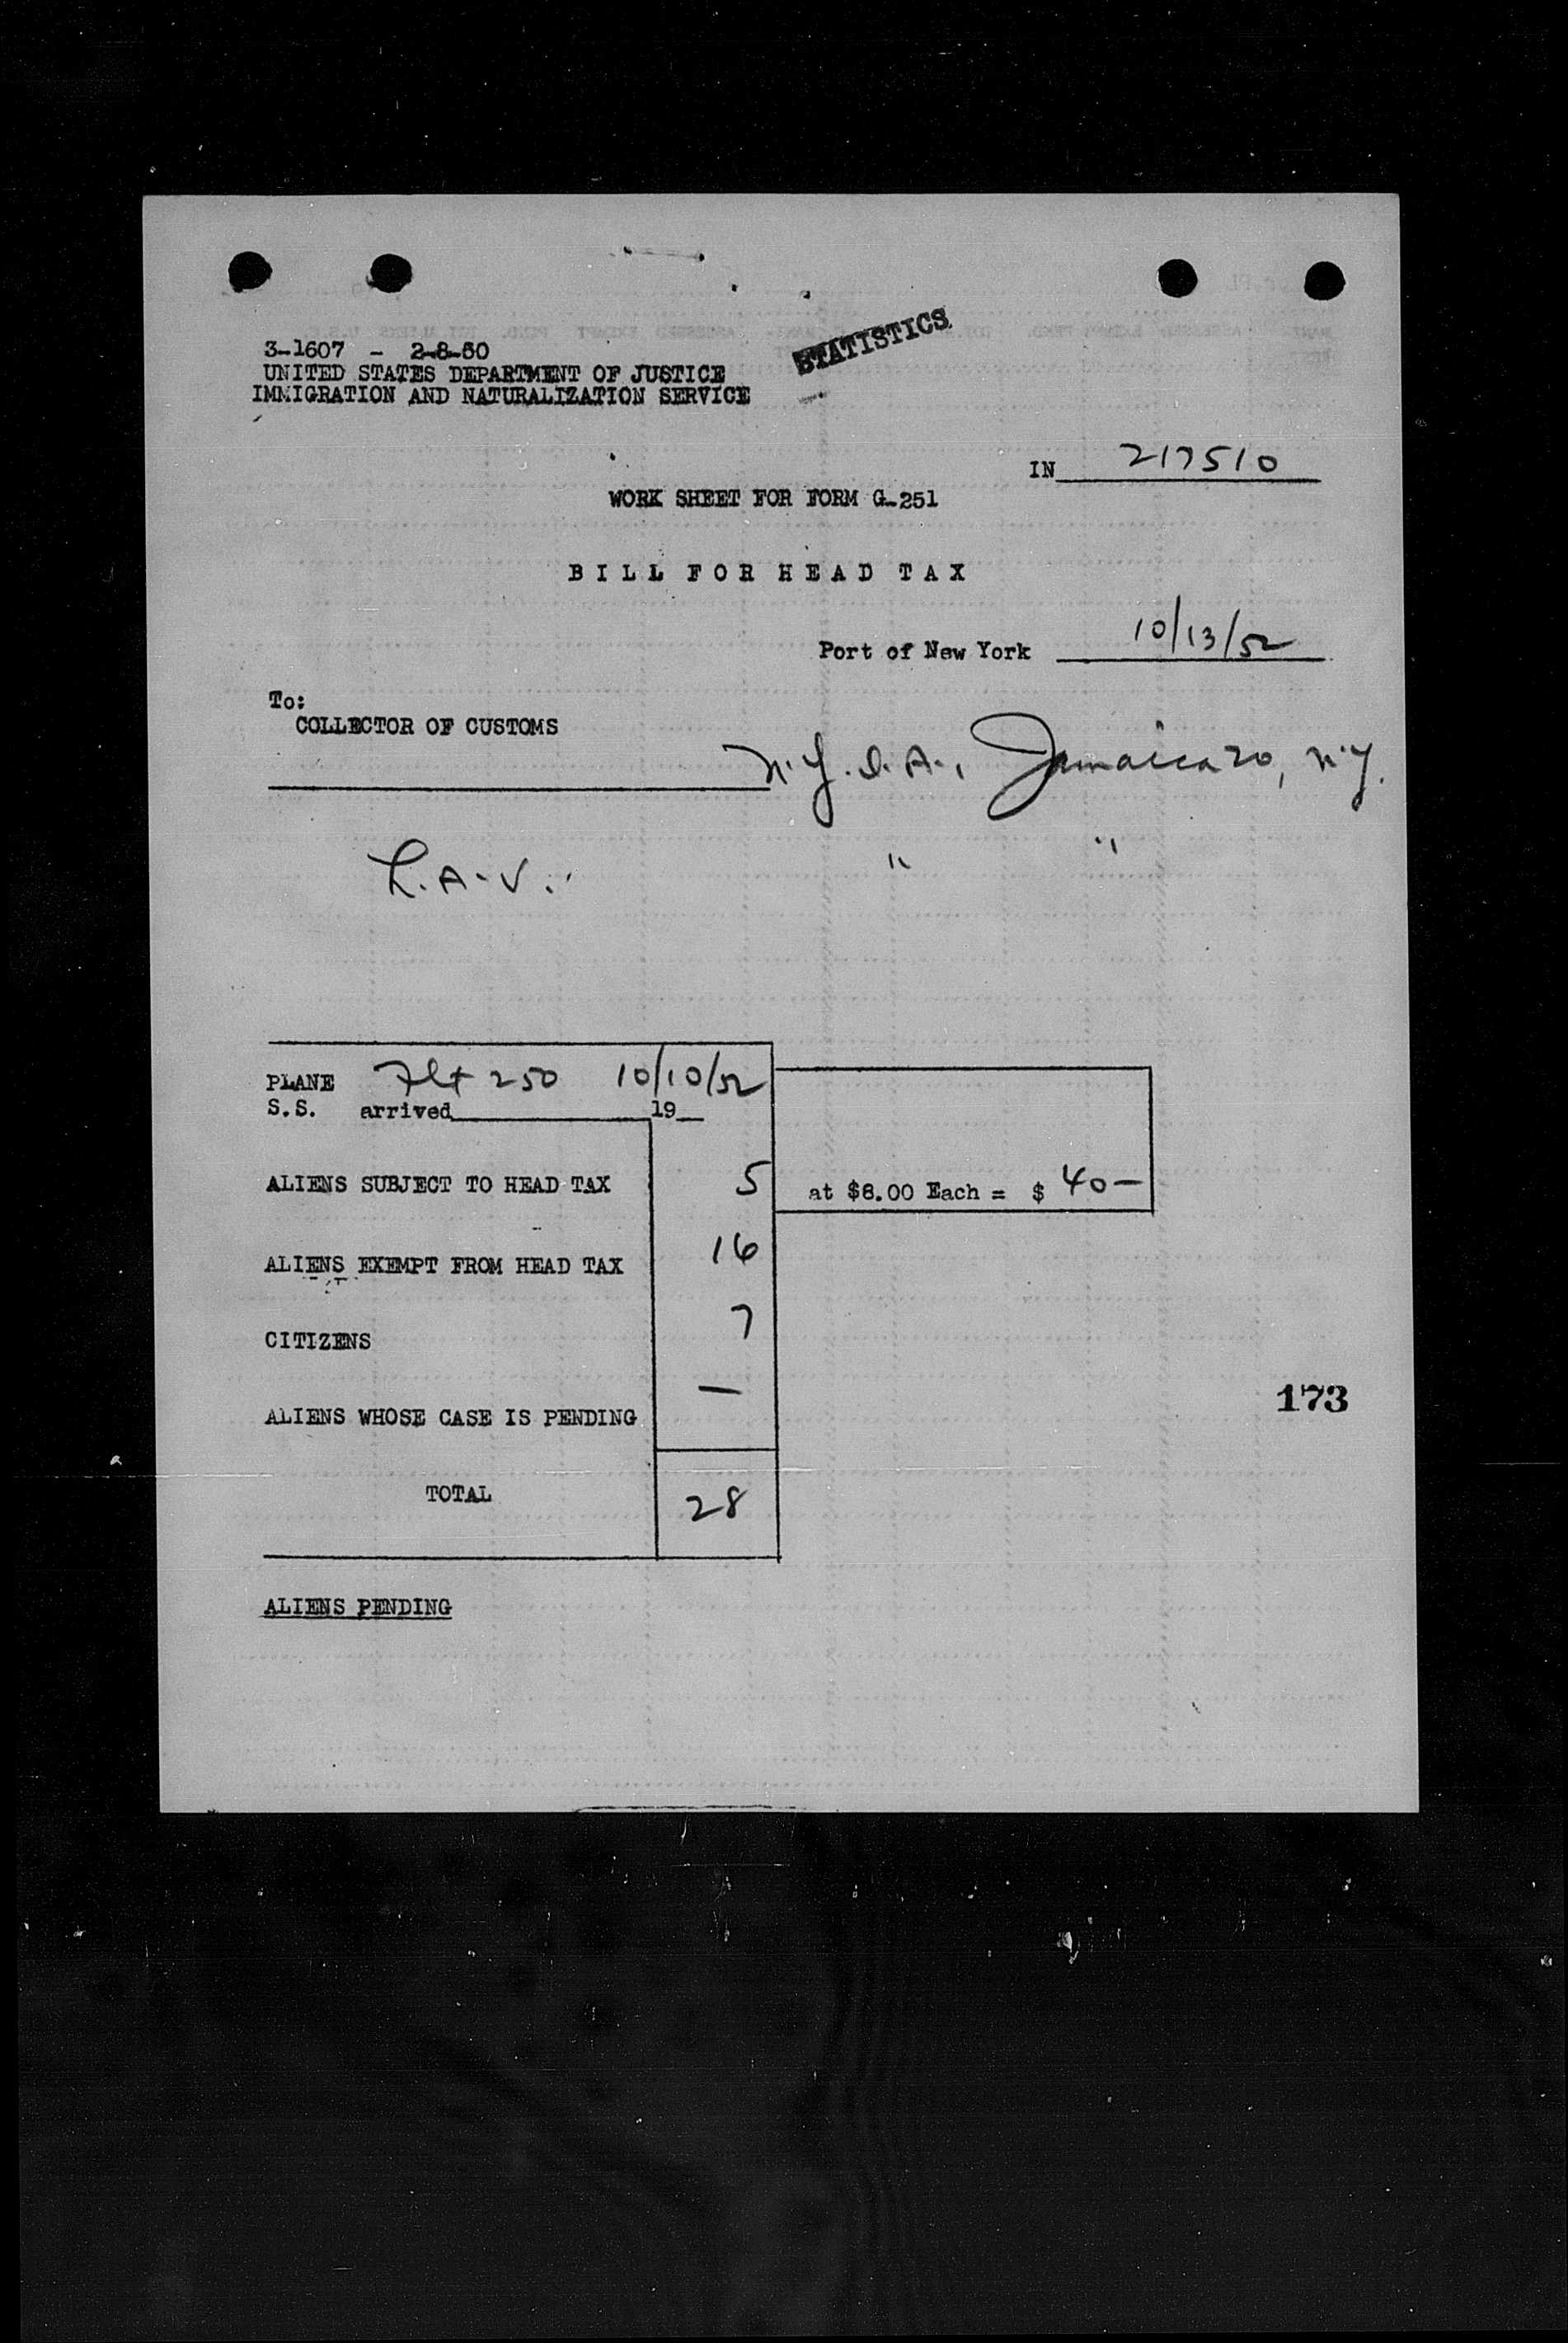 STATISTICS
3-1607 - 2-8-50
UNITED STATES DEPARTMENT OF JUSTICE
IMMIGRATION AND NATURALIZATION SERVICE
IN 217510
WORK SHEET FOR FORM G-251
BILL FOR HEAD TAX
Port of New York 10/13/52
To:
COLLECTOR OF CUSTOMS
N.Y.I.A., Jamaica 20, N.Y.
L.A.V. " "
PLANE Flt 250 10/10/52
S.S. arrived 19
ALIENS SUBJECT TO HEAD TAX 5 at $8.00 Each = $ 40—
ALIENS EXEMPT FROM HEAD TAX 16
CITIZENS 7
ALIENS WHOSE CASE IS PENDING —
173
TOTAL 28
ALIENS PENDING